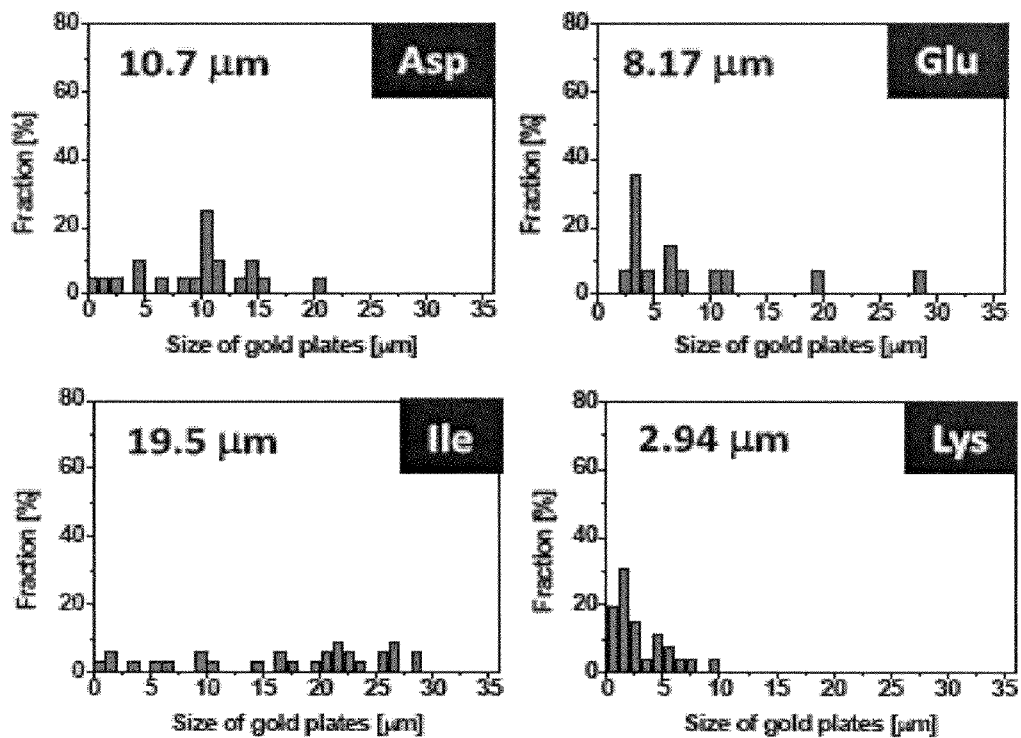 80
60
40
20
0
Fraction [%]
10.7 μm
Asp
0 5 10 15 20 25 30 35
Size of gold plates [μm]
80
60
40
20
0
Fraction [%]
8.17 μm
Glu
0 5 10 15 20 25 30 35
Size of gold plates [μm]
80
60
40
20
0
Fraction [%]
19.5 μm
Ile
0 5 10 15 20 25 30 35
Size of gold plates [μm]
80
60
40
20
0
Fraction [%]
2.94 μm
Lys
0 5 10 15 20 25 30 35
Size of gold plates [μm]